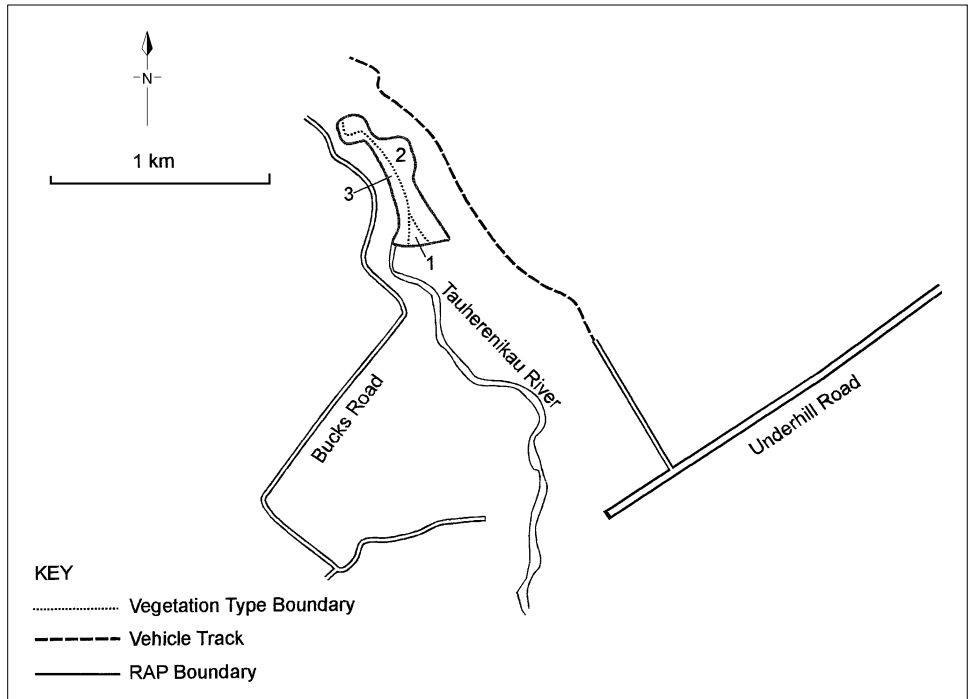 N
1 km
2
3
1
Tauherenikau River
Bucks Road
Underhill Road
KEY
Vegetation Type Boundary
Vehicle Track
RAP Boundary